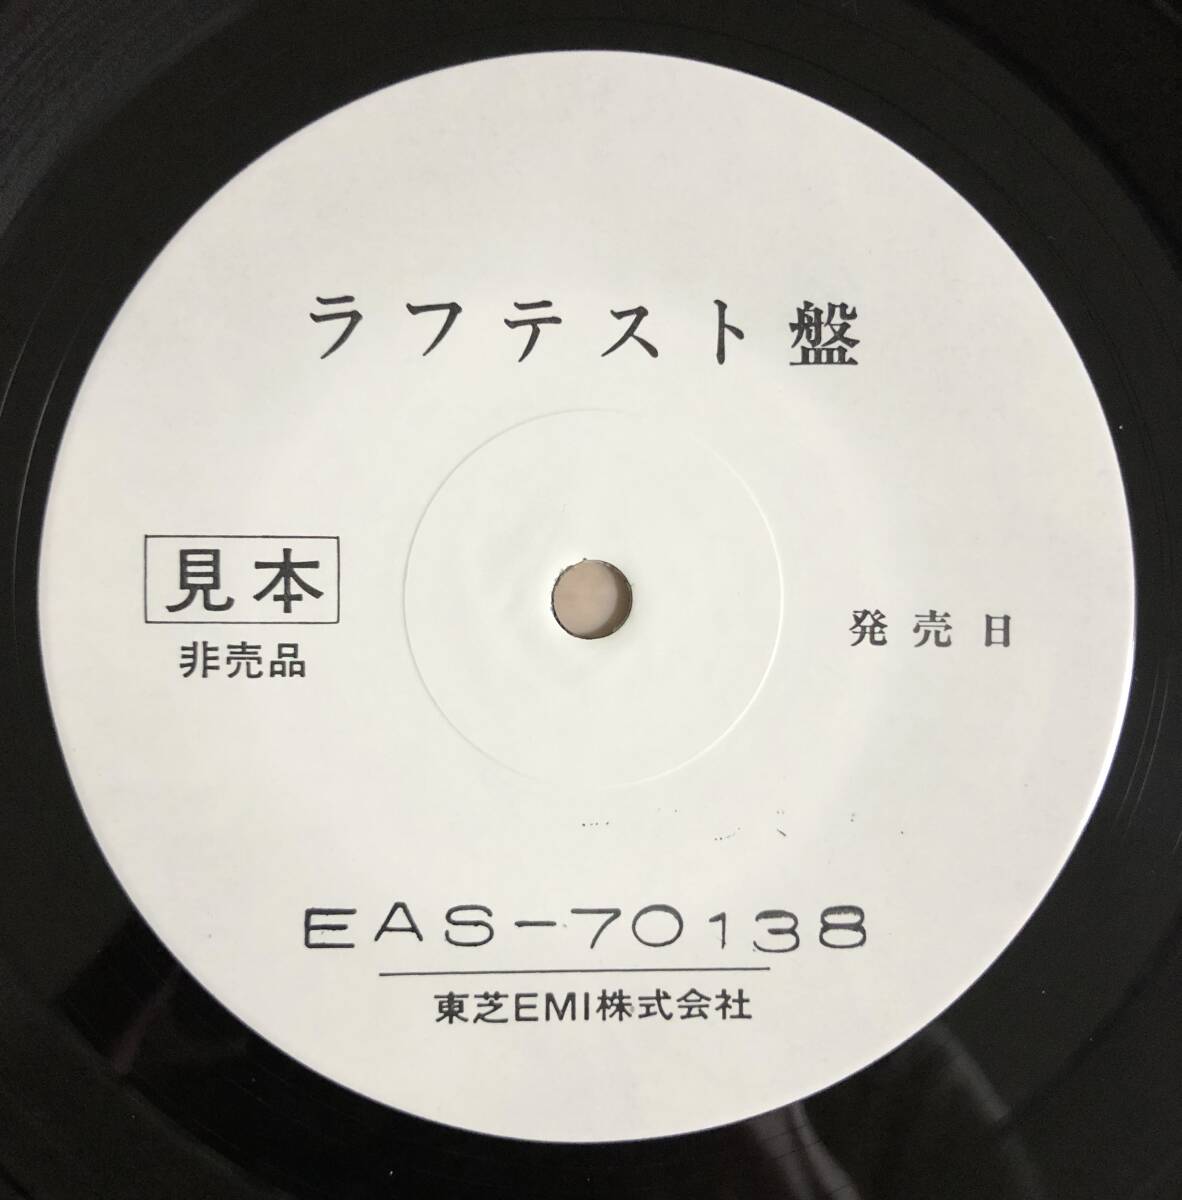 ラフテスト盤
見本
非売品
発売日
EAS-70138
東芝EMI株式会社